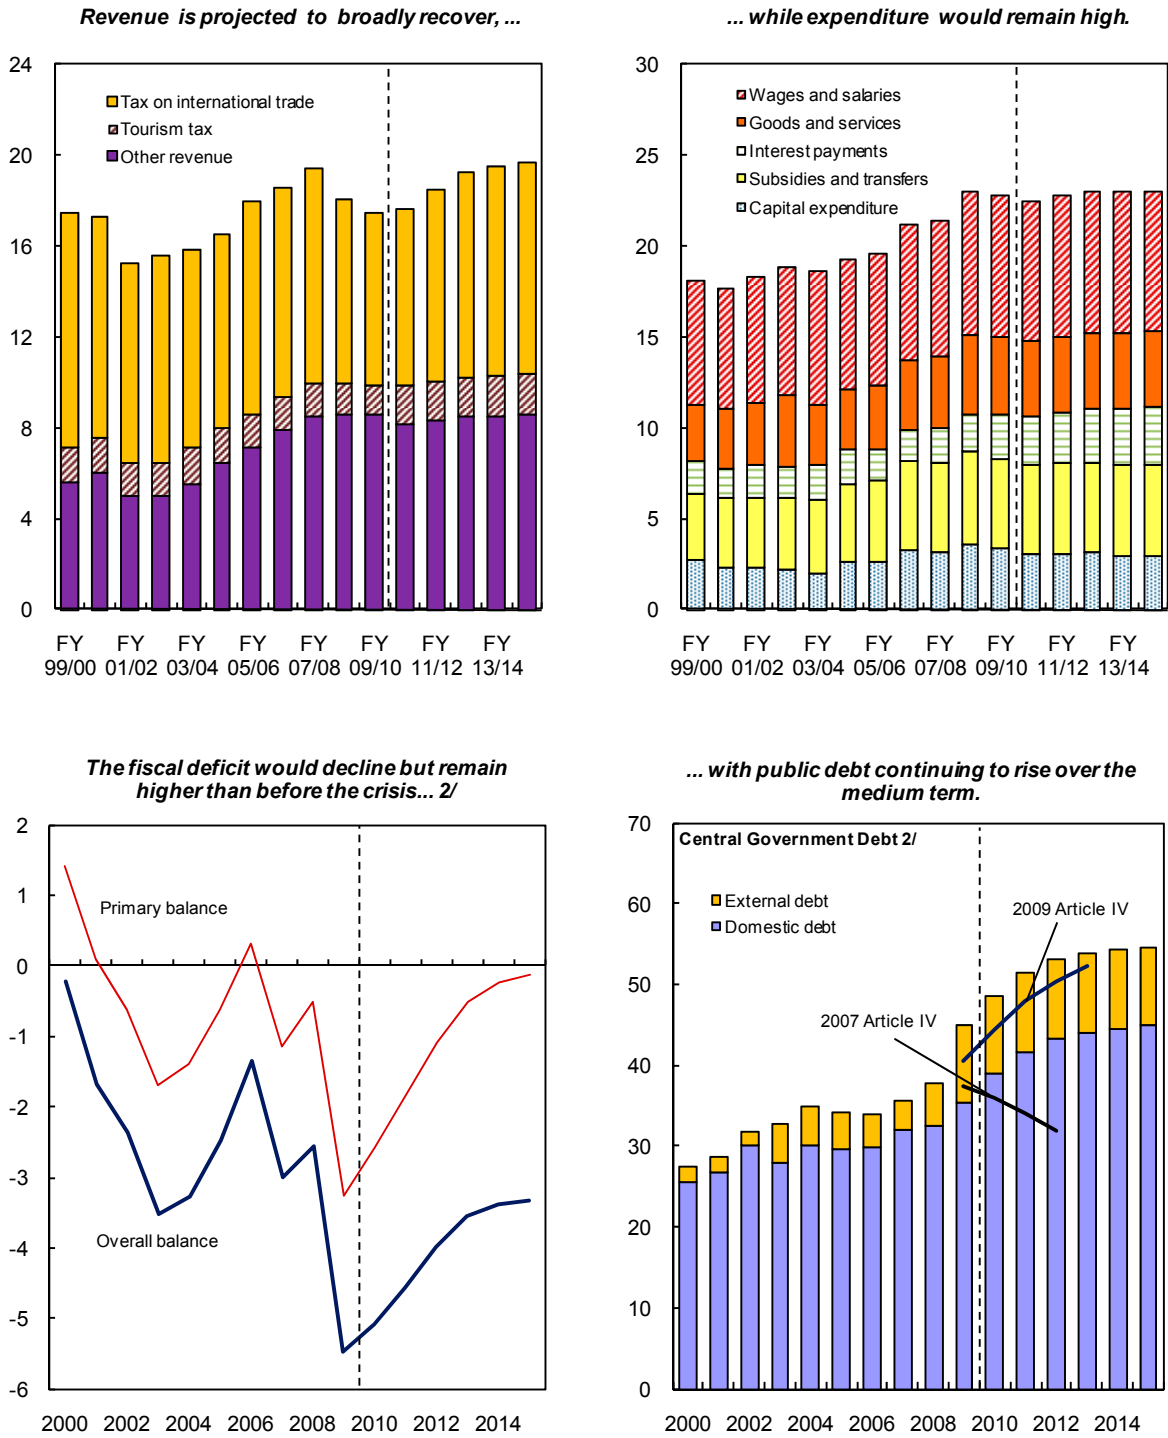 Revenue is projected to broadly recover, ...
24
20
16
12
8
4
0
Tax on international trade
Tourism tax
Other revenue
FY FY FY FY FY FY FY FY
99/00 01/02 03/04 05/06 07/08 09/10 11/12 13/14
... while expenditure would remain high.
30
25
20
15
10
5
0
Wages and salaries
Goods and services
Interest payments
Subsidies and transfers
Capital expenditure
FY FY FY FY FY FY FY FY
99/00 01/02 03/04 05/06 07/08 09/10 11/12 13/14
The fiscal deficit would decline but remain
higher than before the crisis... 2/
2
1
0
-1
-2
-3
-4
-5
-6
Primary balance
Overall balance
2000 2002 2004 2006 2008 2010 2012 2014
... with public debt continuing to rise over the
medium term.
70
60
50
40
30
20
10
0
Central Government Debt 2/
External debt
Domestic debt
2009 Article IV
2007 Article IV
2000 2002 2004 2006 2008 2010 2012 2014